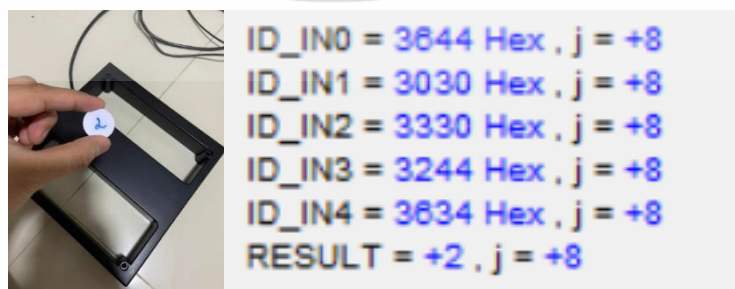 2
ID_IN0 = 3644 Hex , j = +8
ID_IN1 = 3030 Hex , j = +8
ID_IN2 = 3330 Hex , j = +8
ID_IN3 = 3244 Hex , j = +8
ID_IN4 = 3634 Hex , j = +8
RESULT = +2 , j = +8